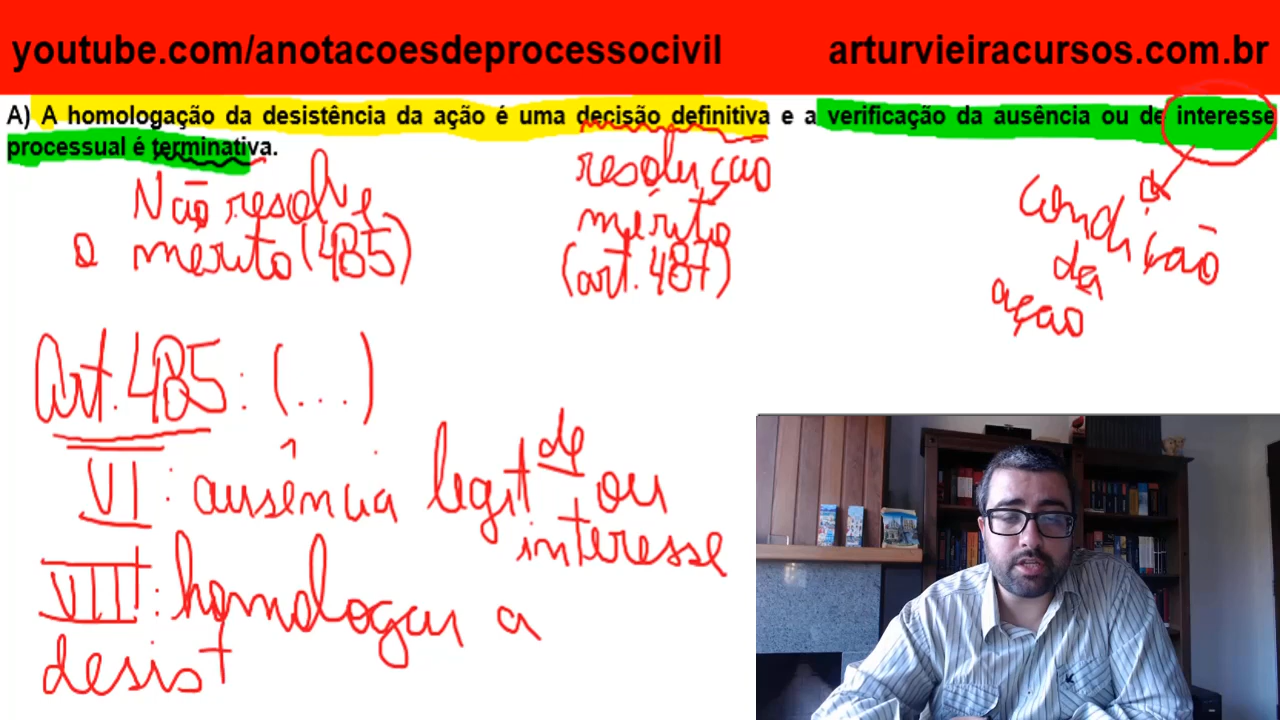 youtube.com/anotacoesdeprocessocivil arturvieiracursos.com.br
A) A homologação da desistência da ação é uma decisão definitiva e a verificação da ausência ou de interesse
processual é terminativa.
Não resolve
o mérito (485)
resolução
mérito
(art. 487)
condição
da
ação
Art. 485: (...)
VI: ausência legit de ou
interesse
VIII: homologar a
desist